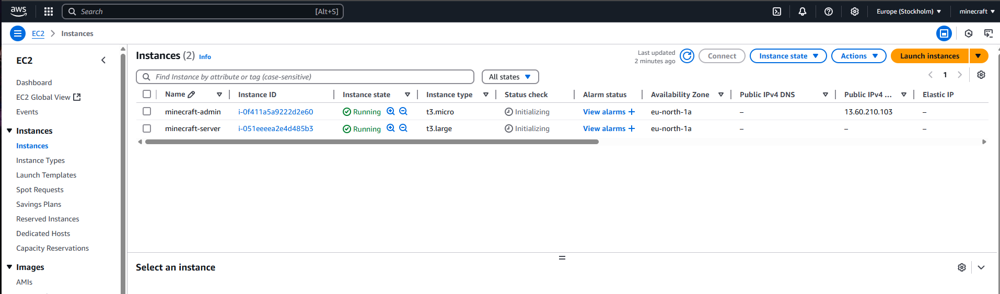 aws
Search [Alt+S] Europe (Stockholm) minecraft
EC2 Instances
EC2
Dashboard
EC2 Global View
Events
Instances
Instances
Instance Types
Launch Templates
Spot Requests
Savings Plans
Reserved Instances
Dedicated Hosts
Capacity Reservations
Images
AMIs
Instances (2) Info
Last updated
2 minutes ago
Connect Instance state Actions Launch instances
Find Instance by attribute or tag (case-sensitive) All states 1
Name Instance ID Instance state Instance type Status check Alarm status Availability Zone Public IPv4 DNS Public IPv4 ... Elastic IP
minecraft-admin i-0f411a5a9222d2e60 Running t3.micro Initializing View alarms + eu-north-1a – 13.60.210.103 –
minecraft-server i-051eeeea2e4d485b3 Running t3.large Initializing View alarms + eu-north-1a – – –
Select an instance